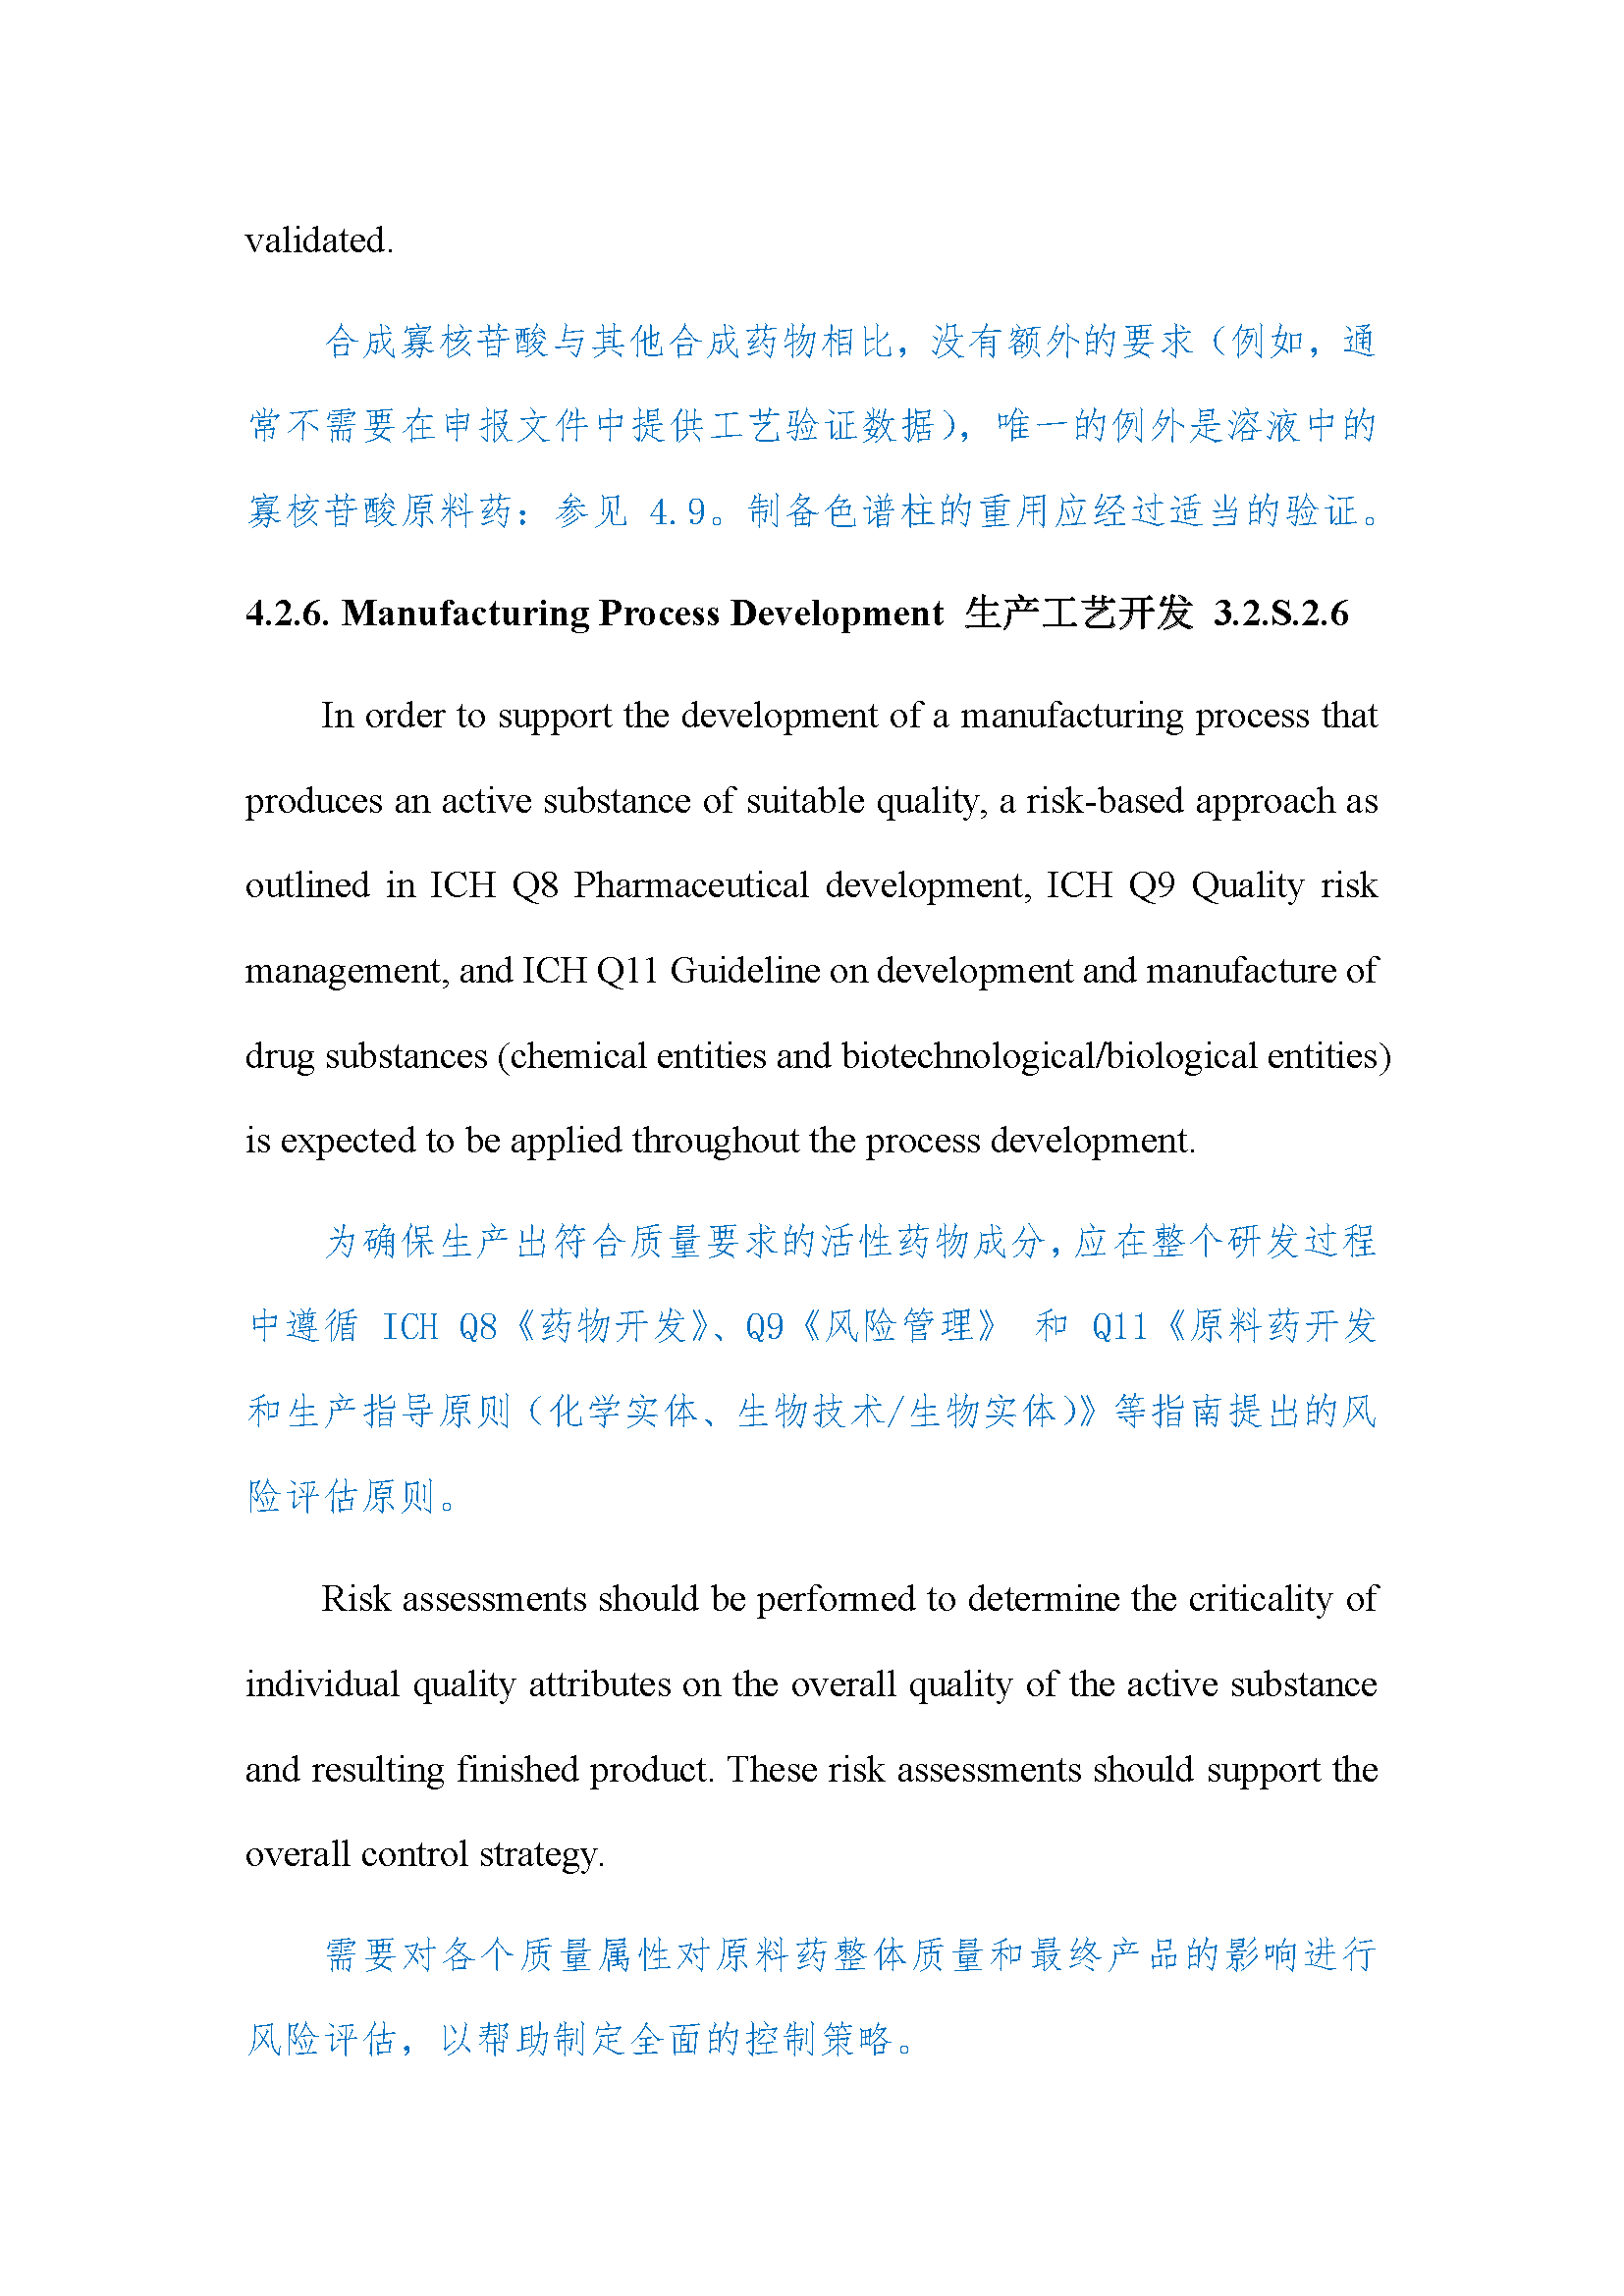 validated.
合成寡核苷酸与其他合成药物相比，没有额外的要求（例如，通
常不需要在申报文件中提供工艺验证数据），唯一的例外是溶液中的
寡核苷酸原料药：参见 4.9。制备色谱柱的重用应经过适当的验证。
4.2.6. Manufacturing Process Development 生产工艺开发 3.2.S.2.6
In order to support the development of a manufacturing process that
produces an active substance of suitable quality, a risk-based approach as
outlined in ICH Q8 Pharmaceutical development, ICH Q9 Quality risk
management, and ICH Q11 Guideline on development and manufacture of
drug substances (chemical entities and biotechnological/biological entities)
is expected to be applied throughout the process development.
为确保生产出符合质量要求的活性药物成分，应在整个研发过程
中遵循 ICH Q8《药物开发》、Q9《风险管理》 和 Q11《原料药开发
和生产指导原则（化学实体、生物技术/生物实体）》等指南提出的风
险评估原则。
Risk assessments should be performed to determine the criticality of
individual quality attributes on the overall quality of the active substance
and resulting finished product. These risk assessments should support the
overall control strategy.
需要对各个质量属性对原料药整体质量和最终产品的影响进行
风险评估，以帮助制定全面的控制策略。